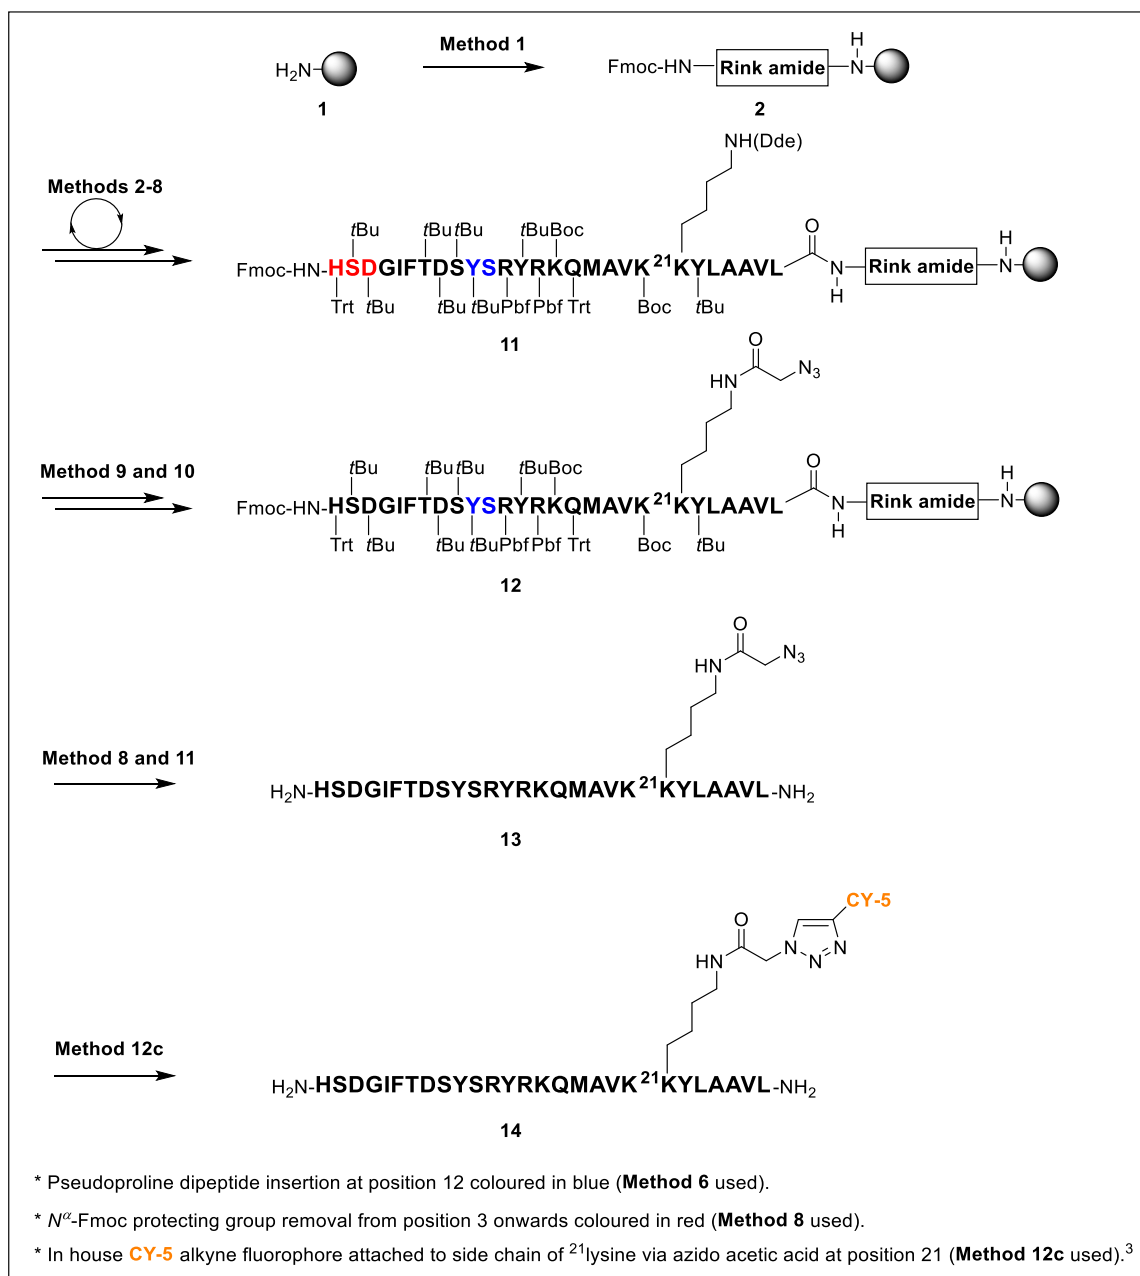 Method 1
H₂N
1
Fmoc-HN
Rink amide
H
N
2
Methods 2-8
NH(Dde)
tBu tBu tBu tBu Boc
Fmoc-HN-HSDGIFTDSYSRYRKQMAVK ²¹KYLAAVL
O
N
H
Rink amide
H
N
Trt tBu tBu tBu Pbf Pbf Trt Boc tBu
11
Method 9 and 10
O
HN
N₃
tBu tBu tBu tBu Boc
Fmoc-HN-HSDGIFTDSYSRYRKQMAVK ²¹KYLAAVL
O
N
H
Rink amide
H
N
Trt tBu tBu tBu Pbf Pbf Trt Boc tBu
12
Method 8 and 11
O
HN
N₃
H₂N-HSDGIFTDSYSRYRKQMAVK ²¹KYLAAVL-NH₂
13
Method 12c
CY-5
O
HN
N
N
N
H₂N-HSDGIFTDSYSRYRKQMAVK ²¹KYLAAVL-NH₂
14
* Pseudoproline dipeptide insertion at position 12 coloured in blue (Method 6 used).
* Nᵅ-Fmoc protecting group removal from position 3 onwards coloured in red (Method 8 used).
* In house CY-5 alkyne fluorophore attached to side chain of ²¹lysine via azido acetic acid at position 21 (Method 12c used).³